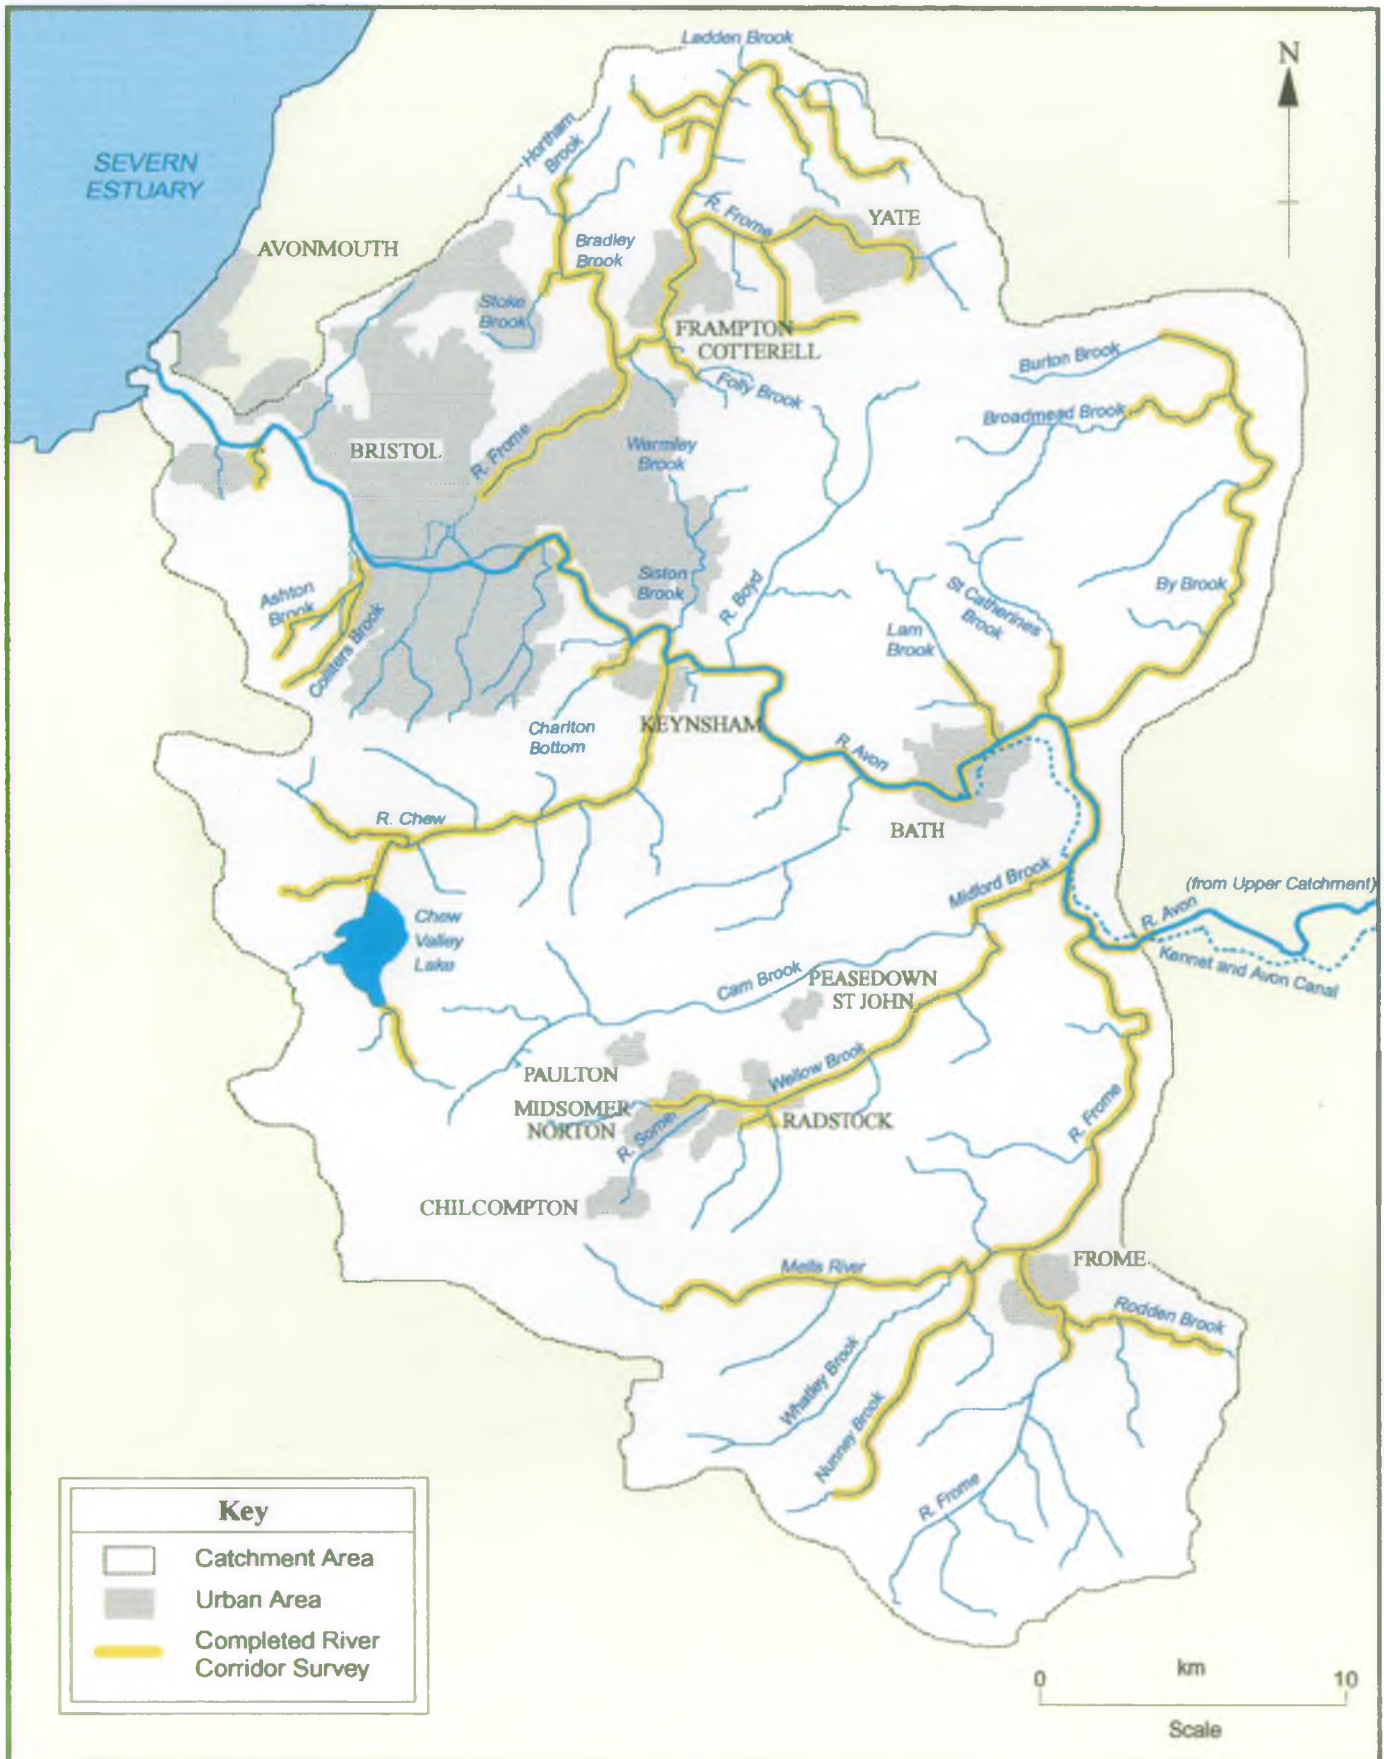 Ladden Brook
N
SEVERN
ESTUARY
Hortham
Brook
AVONMOUTH
R. Frome
YATE
Bradley
Brook
Stoke
Brook
FRAMPTON
COTTERELL
Folly Brook
Burton Brook
Broadmead Brook
BRISTOL
R. Frome
Warmley
Brook
Ashton
Brook
Colliters Brook
Siston
Brook
R. Boyd
St Catherines
Brook
By Brook
Lam
Brook
Charlton
Bottom
KEYNSHAM
R. Avon
R. Chew
BATH
Midford Brook
(from Upper Catchment)
R. Avon
Kennet and Avon Canal
Chew
Valley
Lake
Cam Brook
PEASEDOWN
ST JOHN
PAULTON
Wellow Brook
MIDSOMER
NORTON
R. Somer
RADSTOCK
R. Frome
CHILCOMPTON
Mells River
FROME
Rodden Brook
Whatley Brook
Nunney Brook
R. Frome
Key
Catchment Area
Urban Area
Completed River
Corridor Survey
0 km 10
Scale